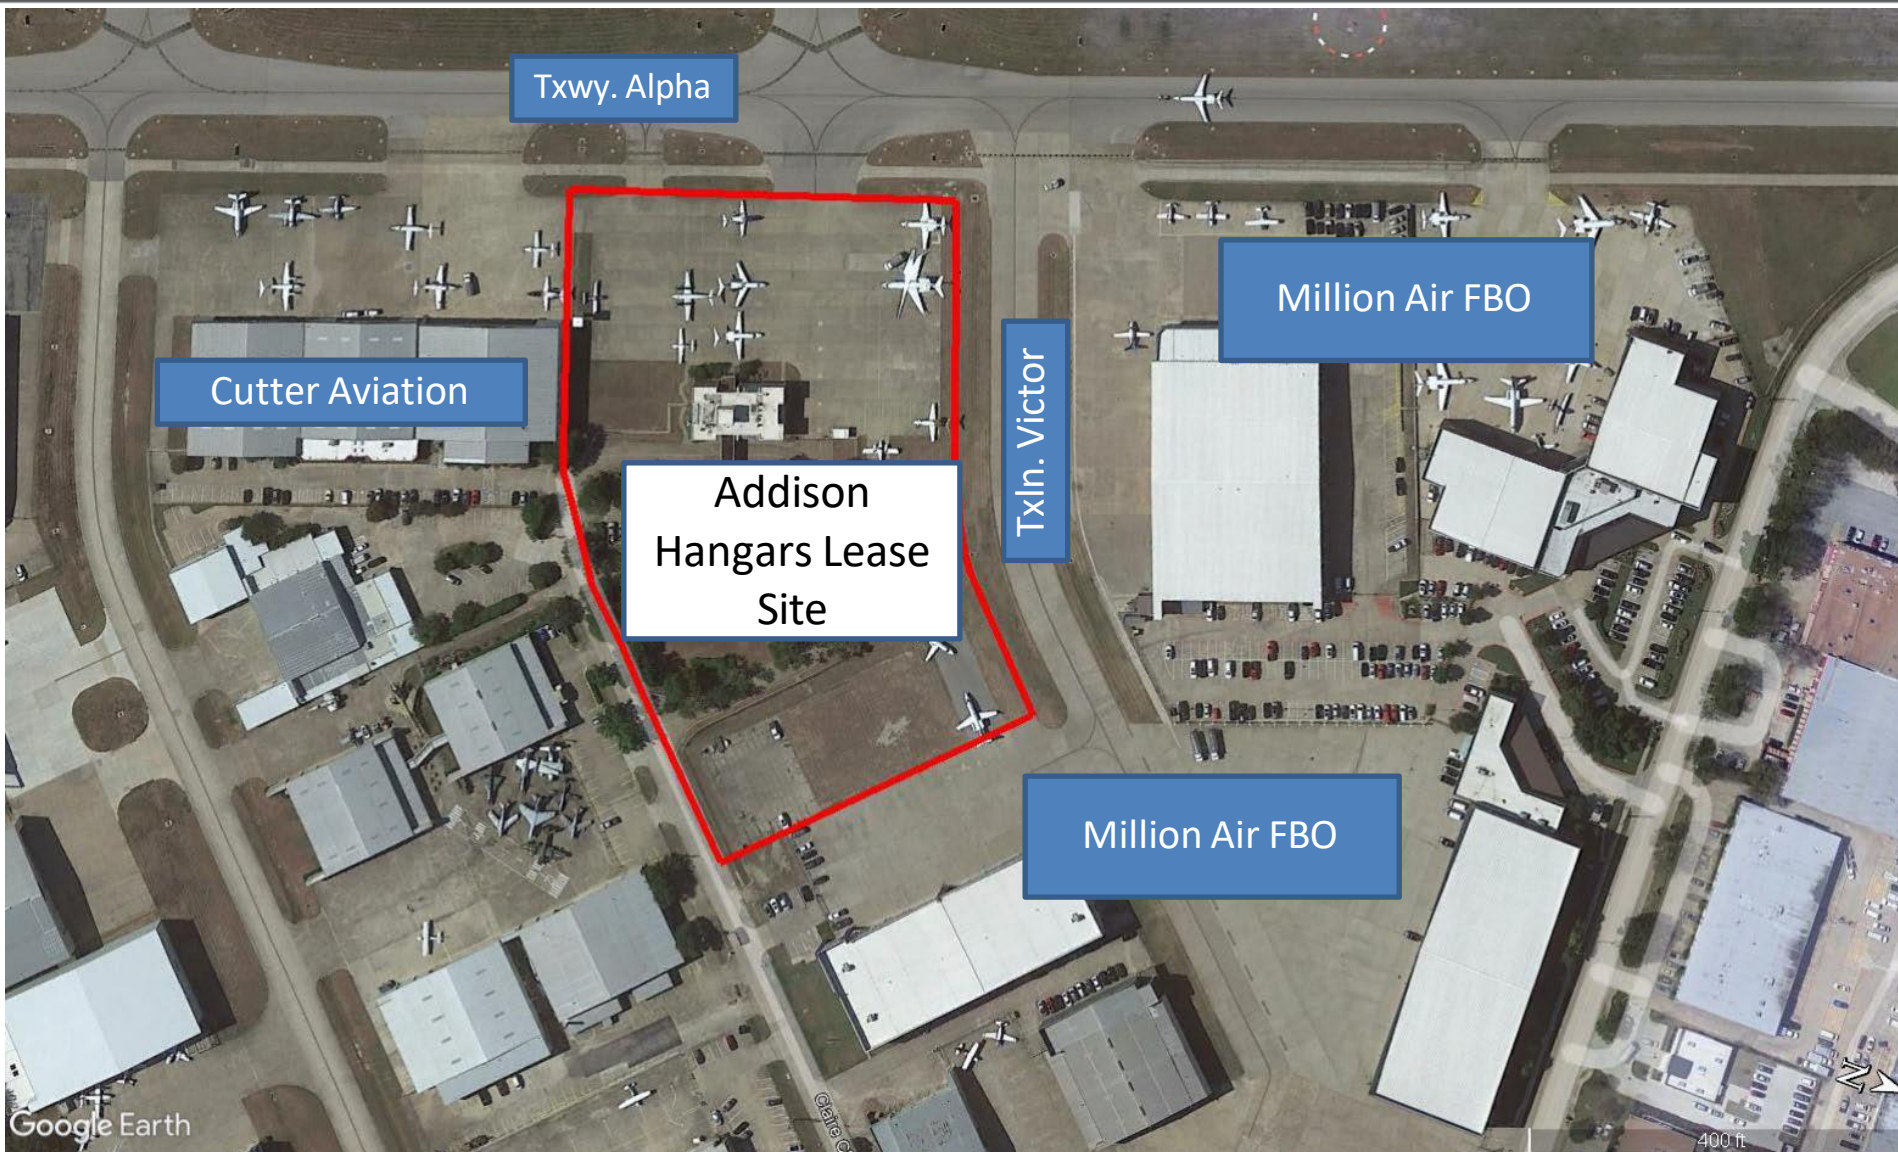 Txwy. Alpha
Million Air FBO
Cutter Aviation
Txln. Victor
Addison
Hangars Lease
Site
Million Air FBO
Claire C
Google Earth
N
400 ft